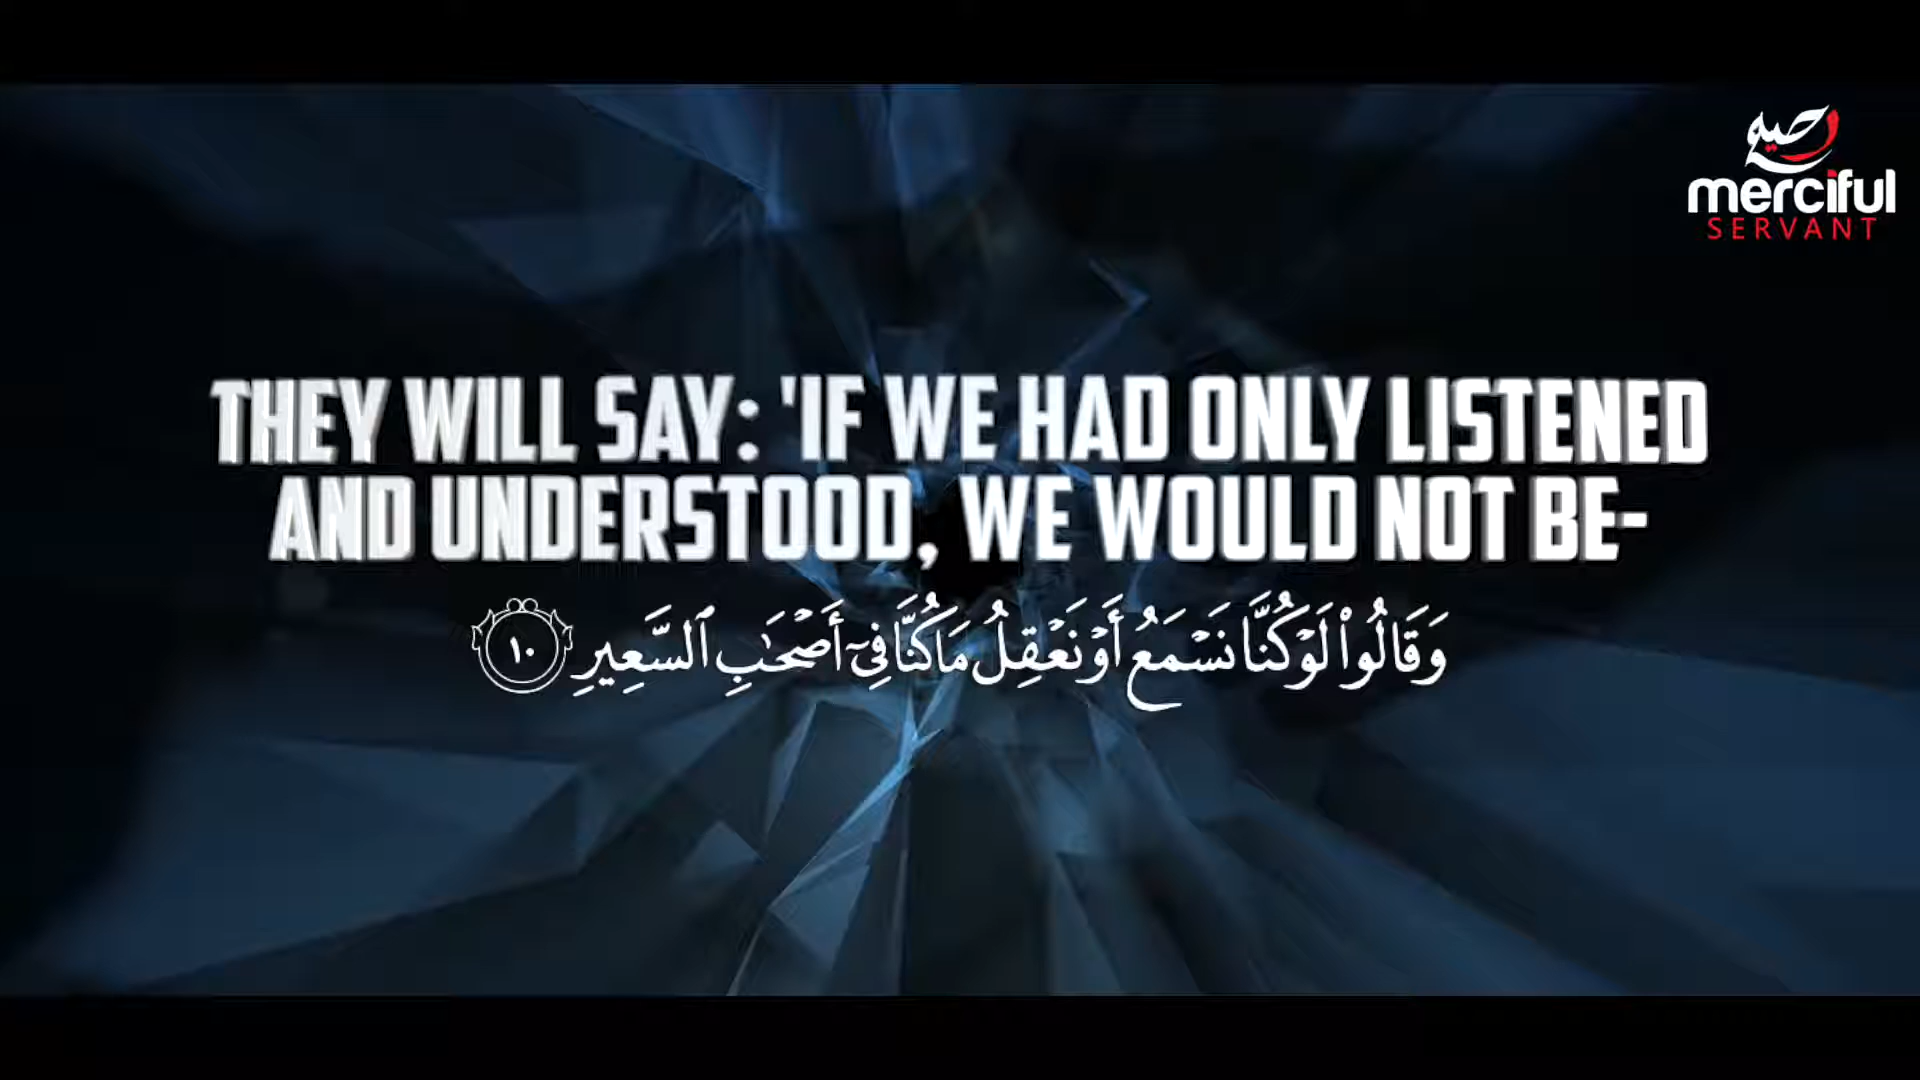 رحيم
merciful
SERVANT
THEY WILL SAY: 'IF WE HAD ONLY LISTENED
AND UNDERSTOOD, WE WOULD NOT BE-
وَقَالُوا۟ لَوْ كُنَّا نَسْمَعُ أَوْ نَعْقِلُ مَا كُنَّا فِىٓ أَصْحَـٰبِ ٱلسَّعِيرِ ١٠